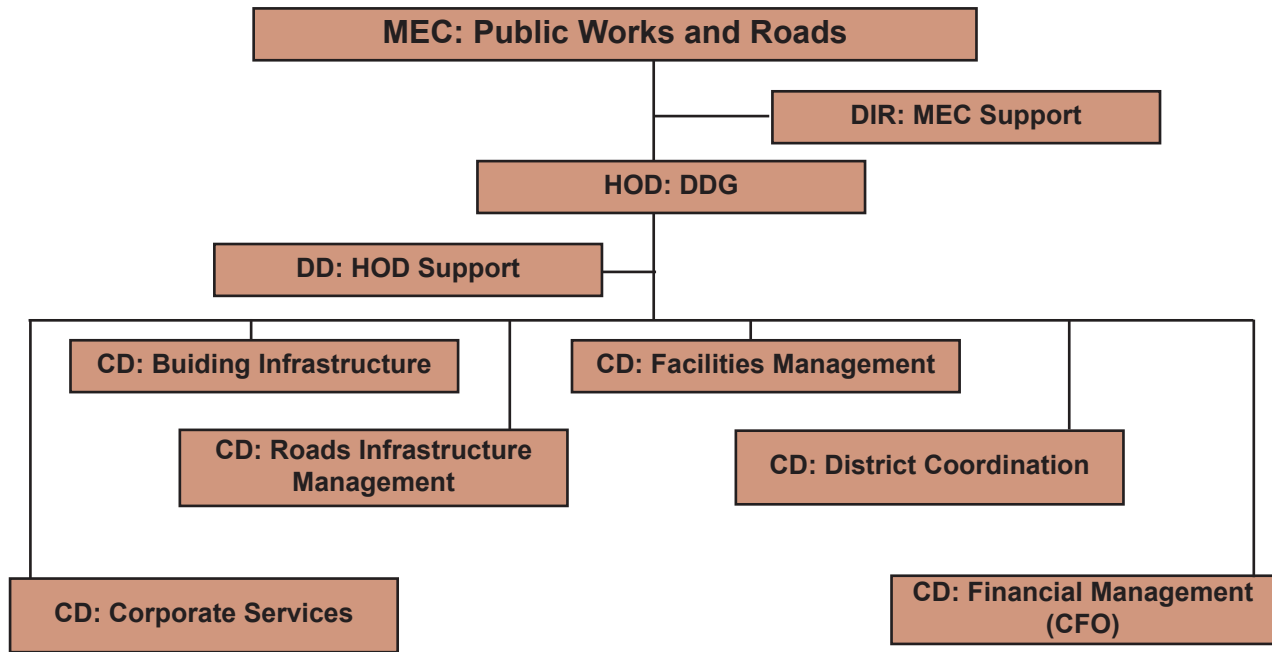 MEC: Public Works and Roads
DIR: MEC Support
HOD: DDG
DD: HOD Support
CD: Buiding Infrastructure
CD: Facilities Management
CD: Roads Infrastructure
Management
CD: District Coordination
CD: Corporate Services
CD: Financial Management
(CFO)